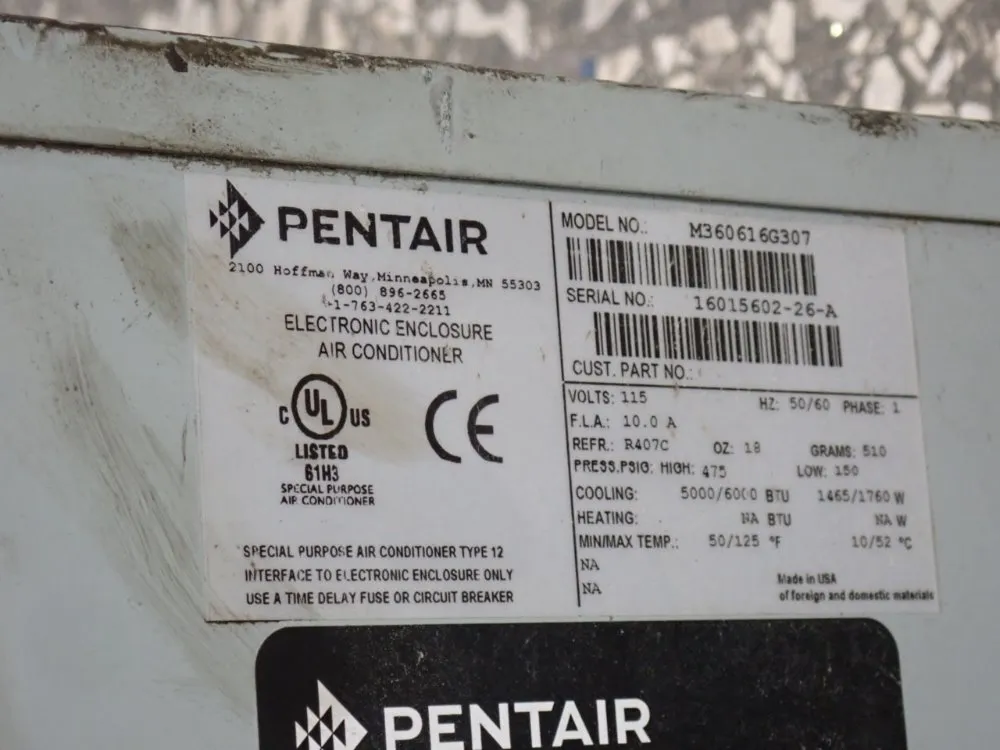 PENTAIR
2100 Hoffman Way, Minneapolis, MN 55303
(800) 896-2665
+1-763-422-2211
ELECTRONIC ENCLOSURE
AIR CONDITIONER
C UL US
LISTED
61H3
SPECIAL PURPOSE
AIR CONDITIONER
CE
SPECIAL PURPOSE AIR CONDITIONER TYPE 12
INTERFACE TO ELECTRONIC ENCLOSURE ONLY
USE A TIME DELAY FUSE OR CIRCUIT BREAKER
MODEL NO.: M360616G307
SERIAL NO.: 16015602-26-A
CUST. PART NO.:
VOLTS: 115 HZ: 50/60 PHASE: 1
F.L.A.: 10.0 A
REFR.: R407C OZ: 18 GRAMS: 510
PRESS.PSIG: HIGH: 475 LOW: 150
COOLING: 5000/6000 BTU 1465/1760 W
HEATING: NA BTU NA W
MIN/MAX TEMP.: 50/125 °F 10/52 °C
NA
NA
Made in USA
of foreign and domestic materials
PENTAIR